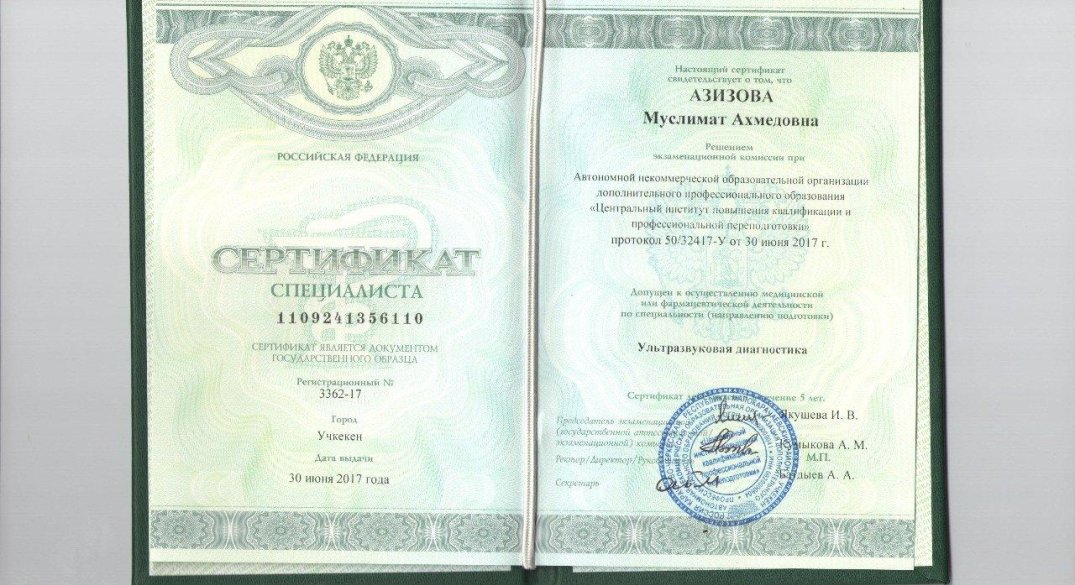 РОССИЙСКАЯ ФЕДЕРАЦИЯ
СЕРТИФИКАТ
СПЕЦИАЛИСТА
1109241356110
СЕРТИФИКАТ ЯВЛЯЕТСЯ ДОКУМЕНТОМ
ГОСУДАРСТВЕННОГО ОБРАЗЦА
Регистрационный №
3362-17
Город
Учкекен
Дата выдачи
30 июня 2017 года
Настоящий сертификат
свидетельствует о том, что
АЗИЗОВА
Муслимат Ахмедовна
Решением
экзаменационной комиссии при
Автономной некоммерческой образовательной организации
дополнительного профессионального образования
«Центральный институт повышения квалификации и
профессиональной переподготовки»
протокол 50/32417-У от 30 июня 2017 г.
Допущен к осуществлению медицинской
или фармацевтической деятельности
по специальности (направлению подготовки)
Ультразвуковая диагностика
Сертификат 5 лет.
Председатель Якушева И. В.
(государственной
экзаменационной) А. М.
Ректор/Директор/ М.П.
Секретарь А. А.